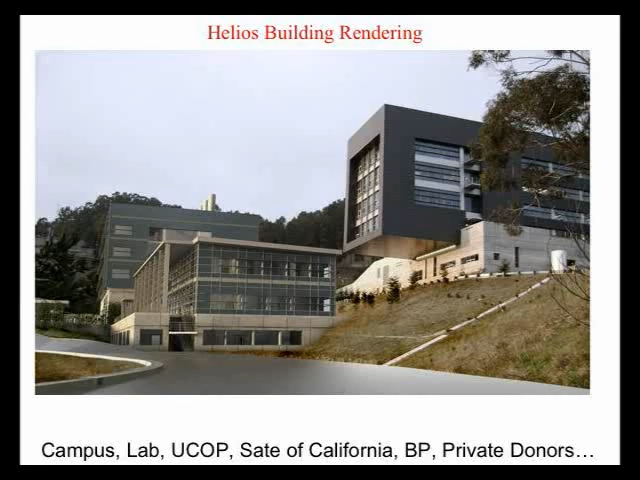 Helios Building Rendering
Campus, Lab, UCOP, Sate of California, BP, Private Donors…